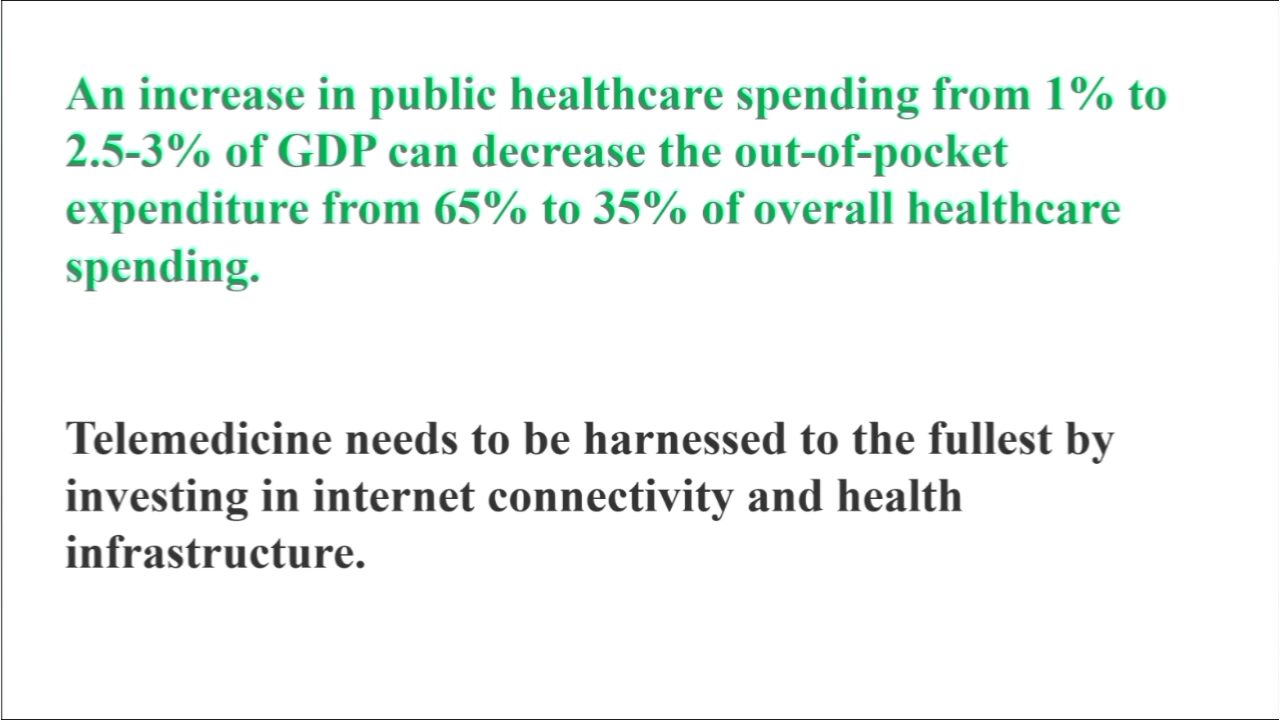 An increase in public healthcare spending from 1% to
2.5-3% of GDP can decrease the out-of-pocket
expenditure from 65% to 35% of overall healthcare
spending.
Telemedicine needs to be harnessed to the fullest by
investing in internet connectivity and health
infrastructure.